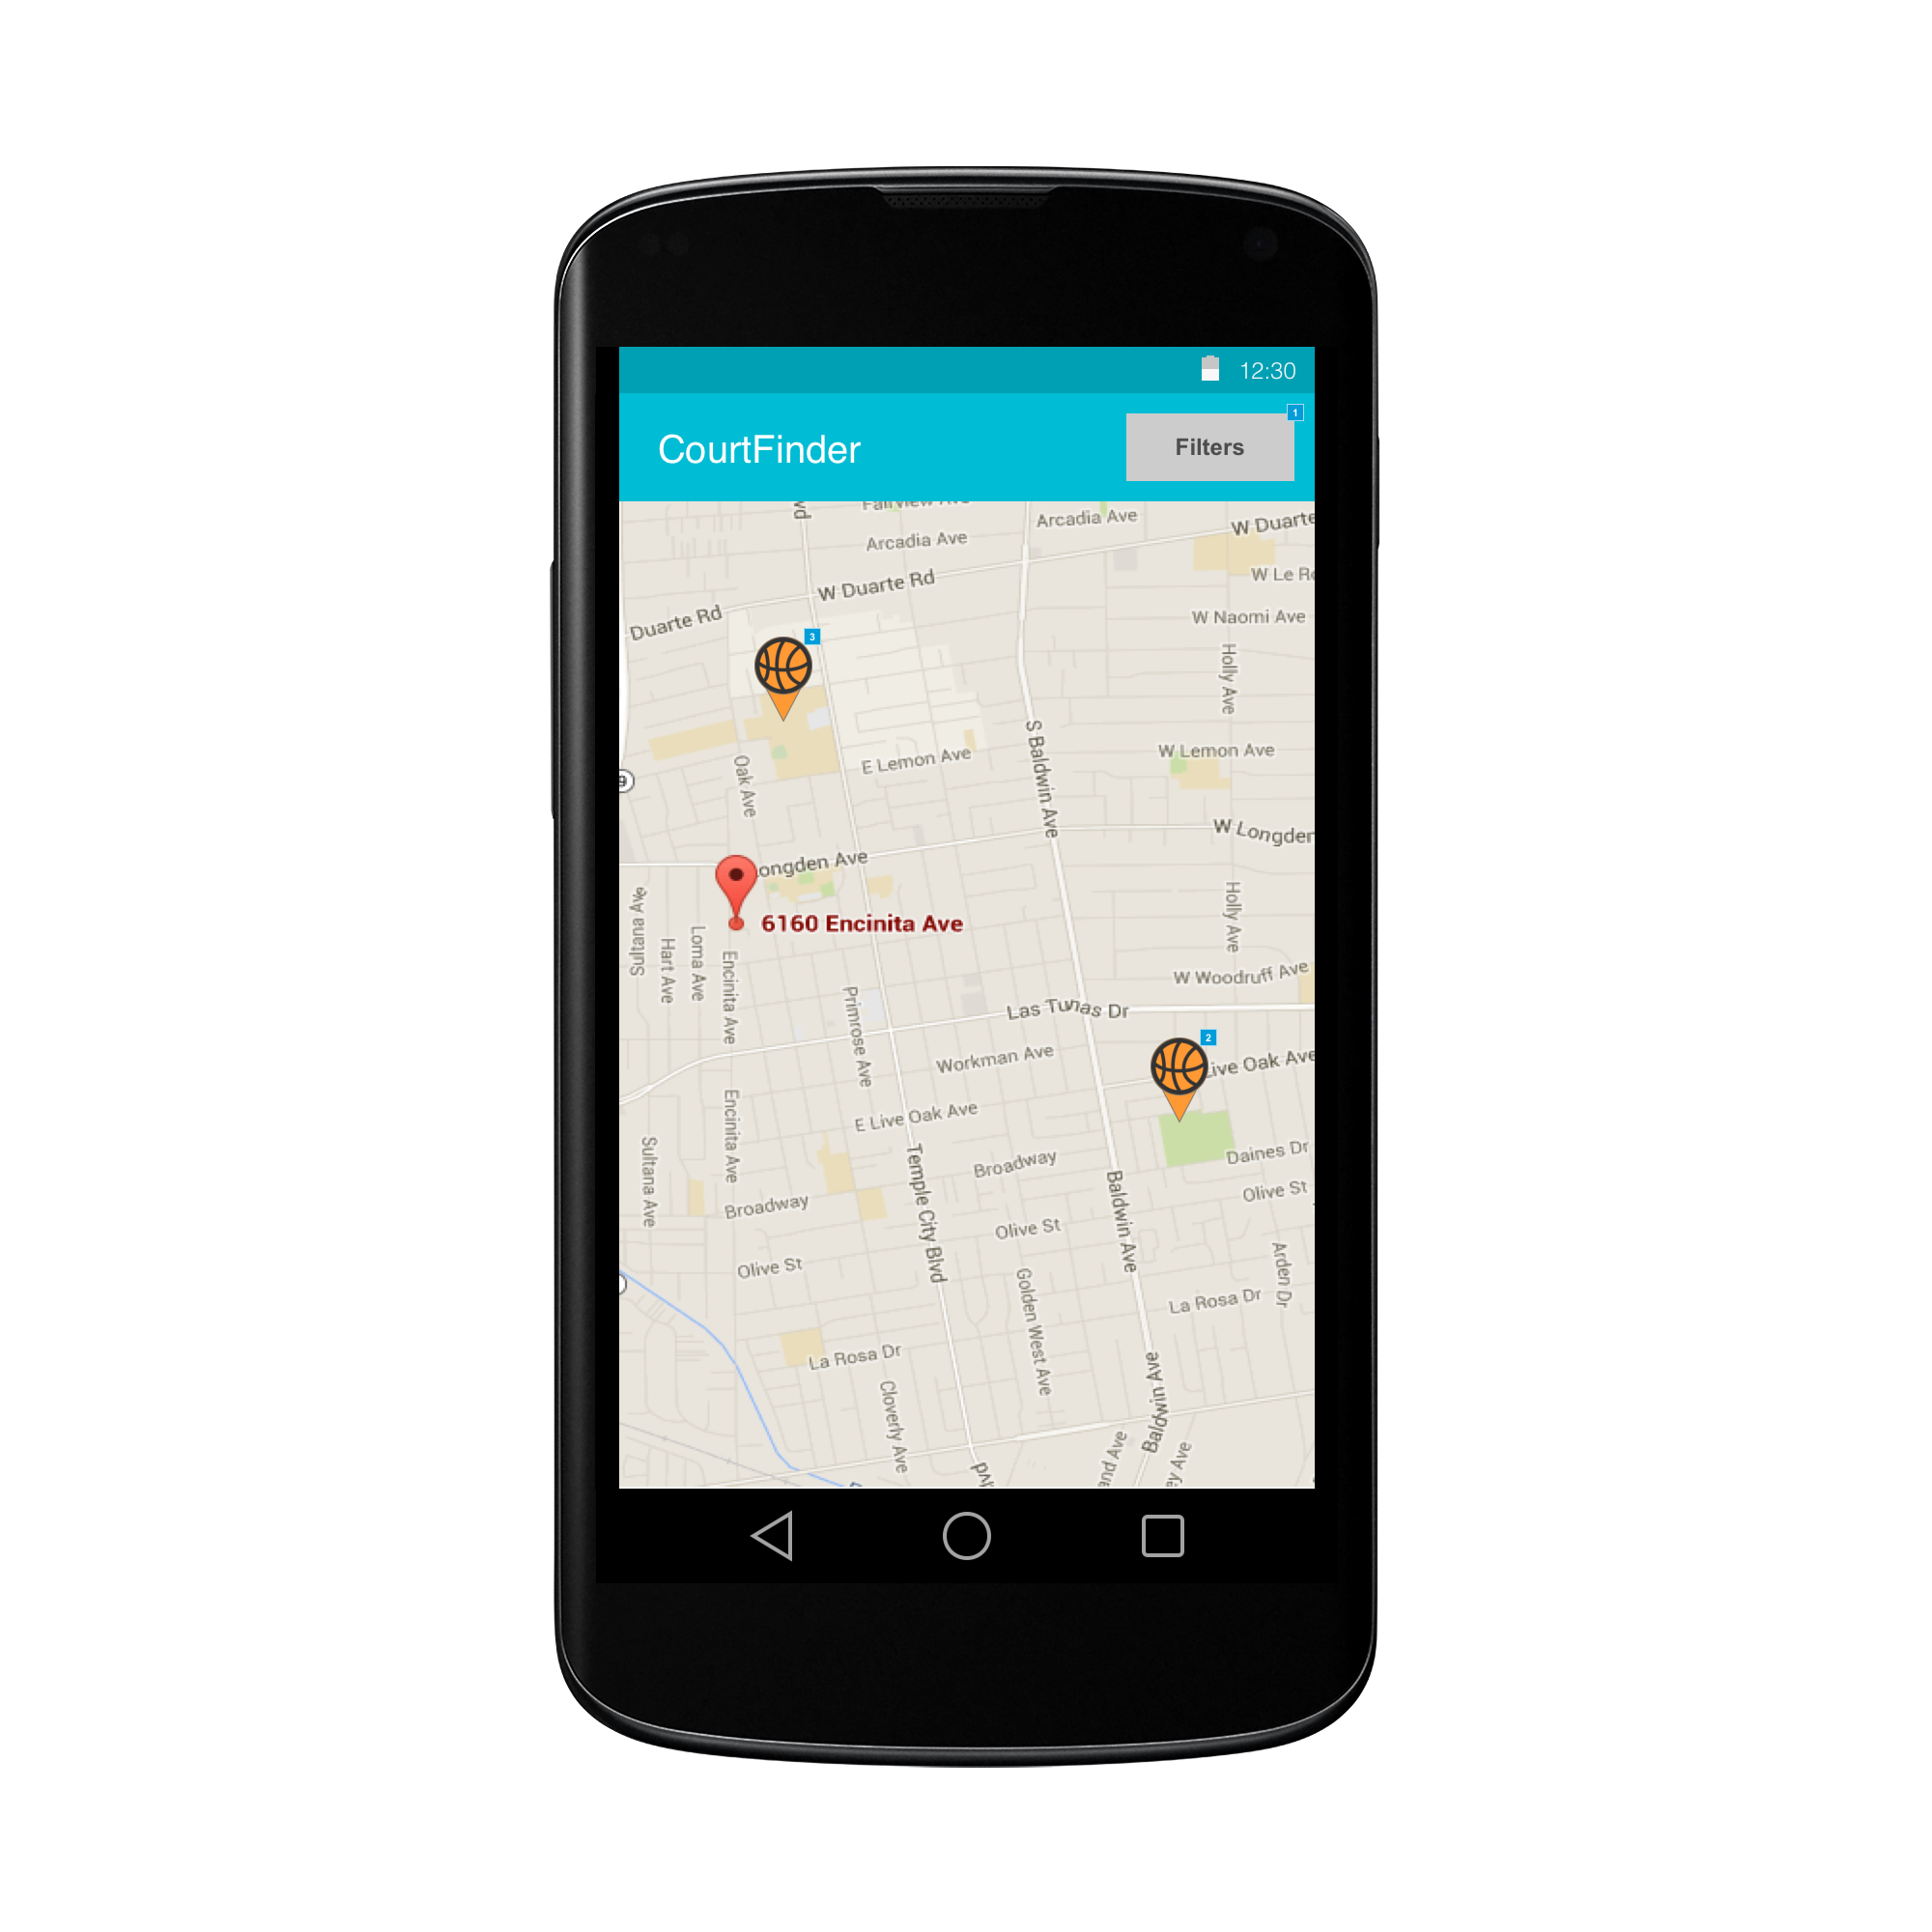 12:30
CourtFinder
Filters
1
Fairview Ave
Arcadia Ave
W Duarte
Arcadia Ave
W Duarte Rd
W Le
Duarte Rd
W Naomi Ave
3
Holly Ave
S Baldwin Ave
E Lemon Ave
W Lemon Ave
Oak Ave
9
W Longden
Longden Ave
6160 Encinita Ave
Sultana Ave
Hart Ave
Loma Ave
Encinita Ave
Holly Ave
W Woodruff Ave
Primrose Ave
Las Tunas Dr
2
Workman Ave
Live Oak Ave
Encinita Ave
E Live Oak Ave
Sultana Ave
Broadway
Daines Dr
Temple City Blvd
Baldwin Ave
Olive St
Broadway
Olive St
Olive St
Golden West Ave
Arden Dr
La Rosa Dr
La Rosa Dr
Baldwin Ave
Cloverly Ave